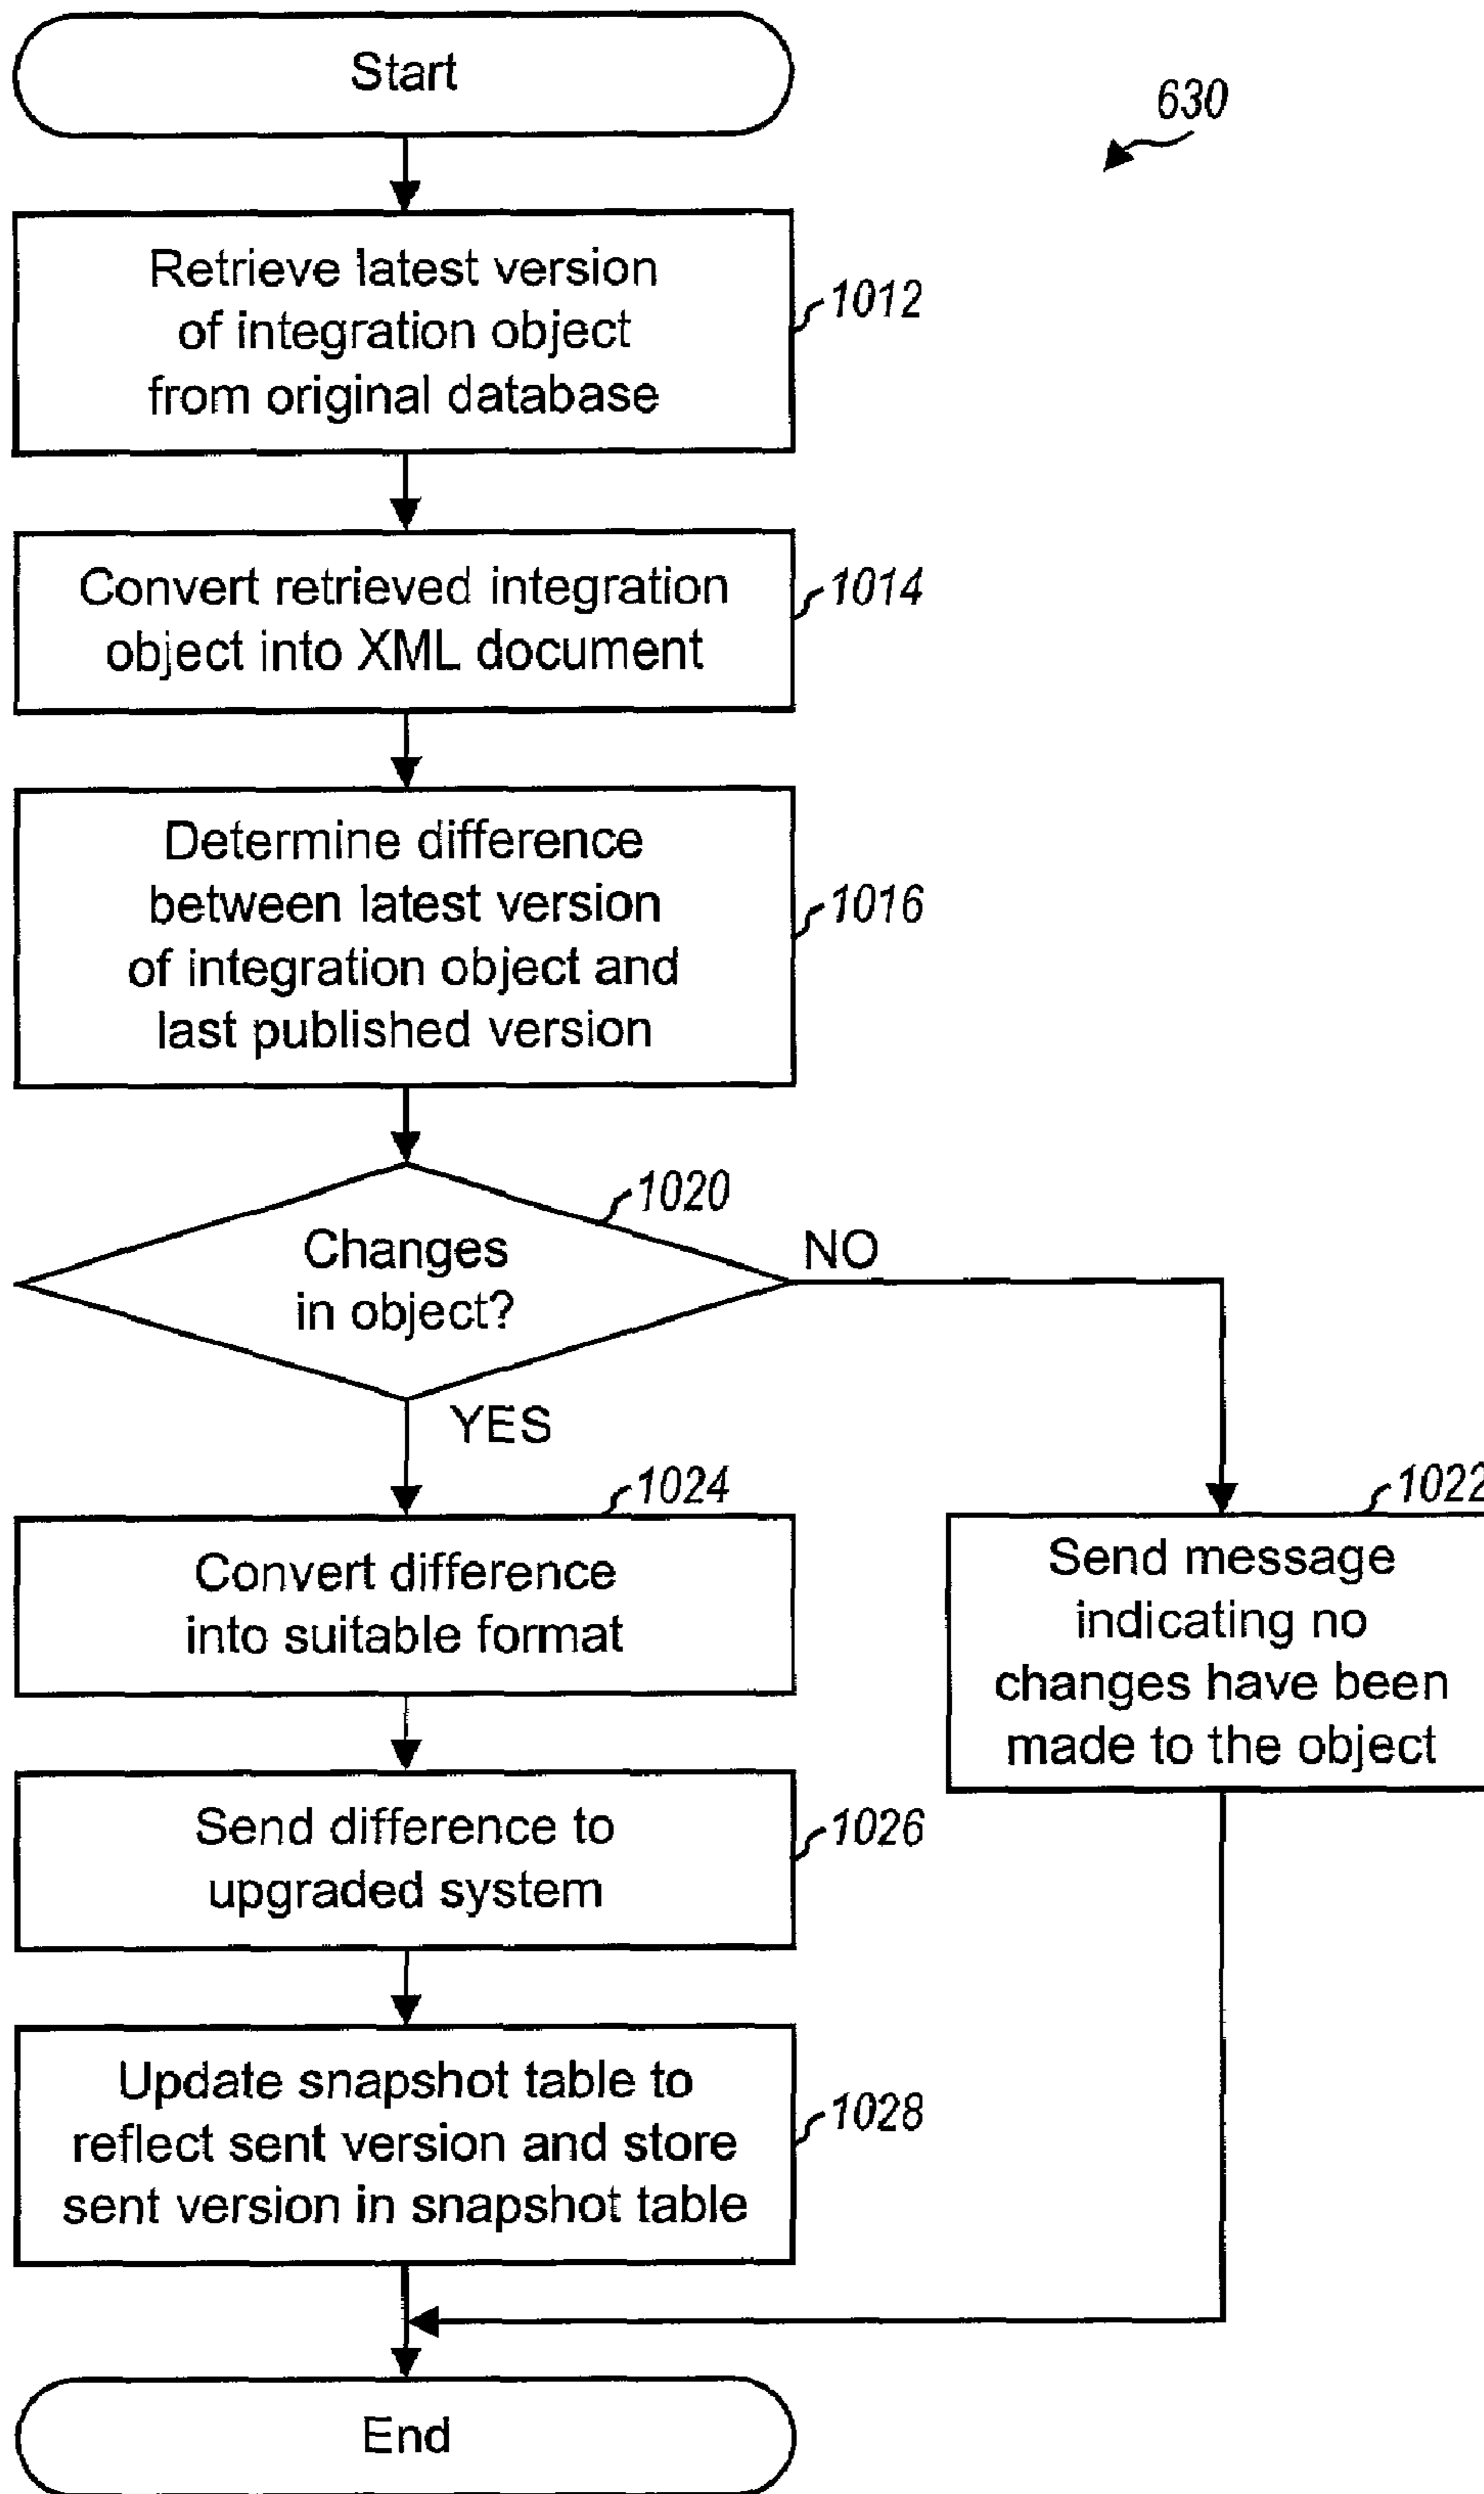 Start
630
Retrieve latest version
of integration object
from original database
1012
Convert retrieved integration
object into XML document
1014
Determine difference
between latest version
of integration object and
last published version
1016
1020
Changes
in object?
NO
YES
1024
Convert difference
into suitable format
1022
Send message
indicating no
changes have been
made to the object
Send difference to
upgraded system
1026
Update snapshot table to
reflect sent version and store
sent version in snapshot table
1028
End